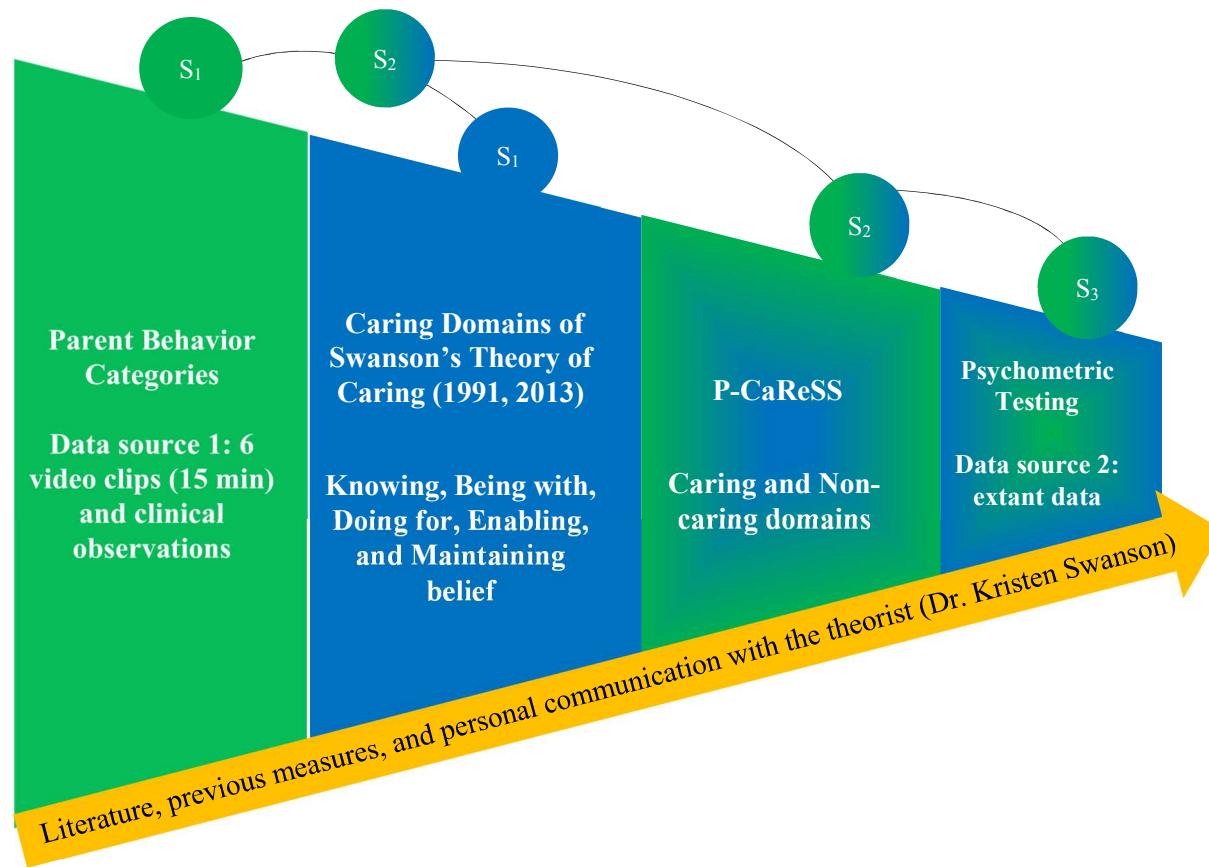 S₁
S₂
S₁
S₂
S₃
Parent Behavior
Categories
Data source 1: 6
video clips (15 min)
and clinical
observations
Caring Domains of
Swanson’s Theory of
Caring (1991, 2013)
Knowing, Being with,
Doing for, Enabling,
and Maintaining
belief
P-CaReSS
Caring and Non-
caring domains
Psychometric
Testing
Data source 2:
extant data
Literature, previous measures, and personal communication with the theorist (Dr. Kristen Swanson)